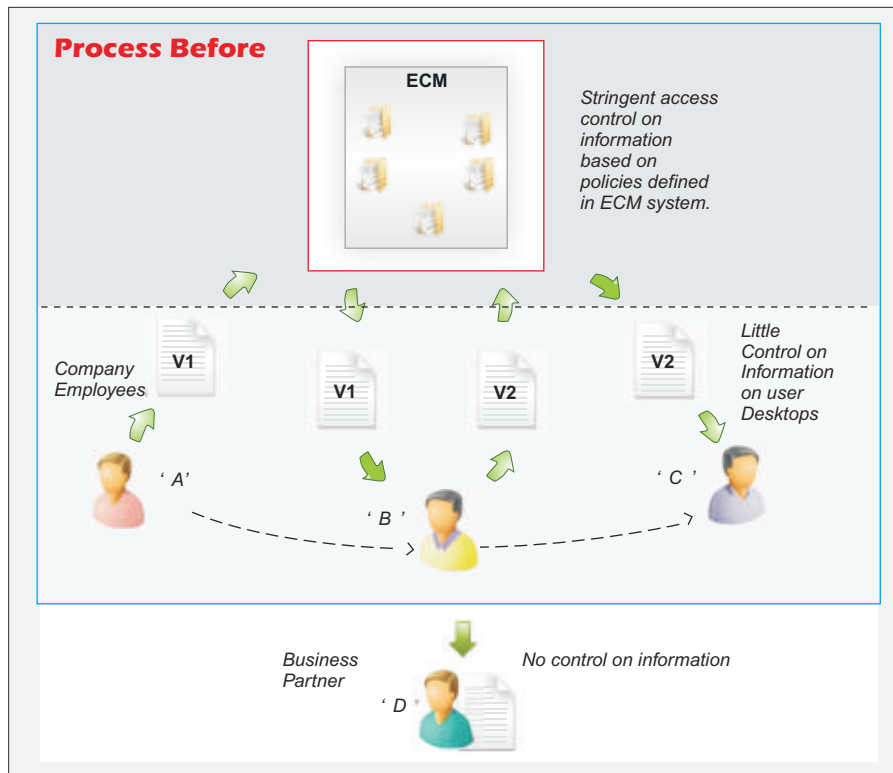 Process Before
ECM
Stringent access
control on
information
based on
policies defined
in ECM system.
Company
Employees
V1
V1
V2
V2
Little
Control on
Information
on user
Desktops
‘ A’
‘ B ’
‘ C ’
Business
Partner
‘ D ’
No control on information